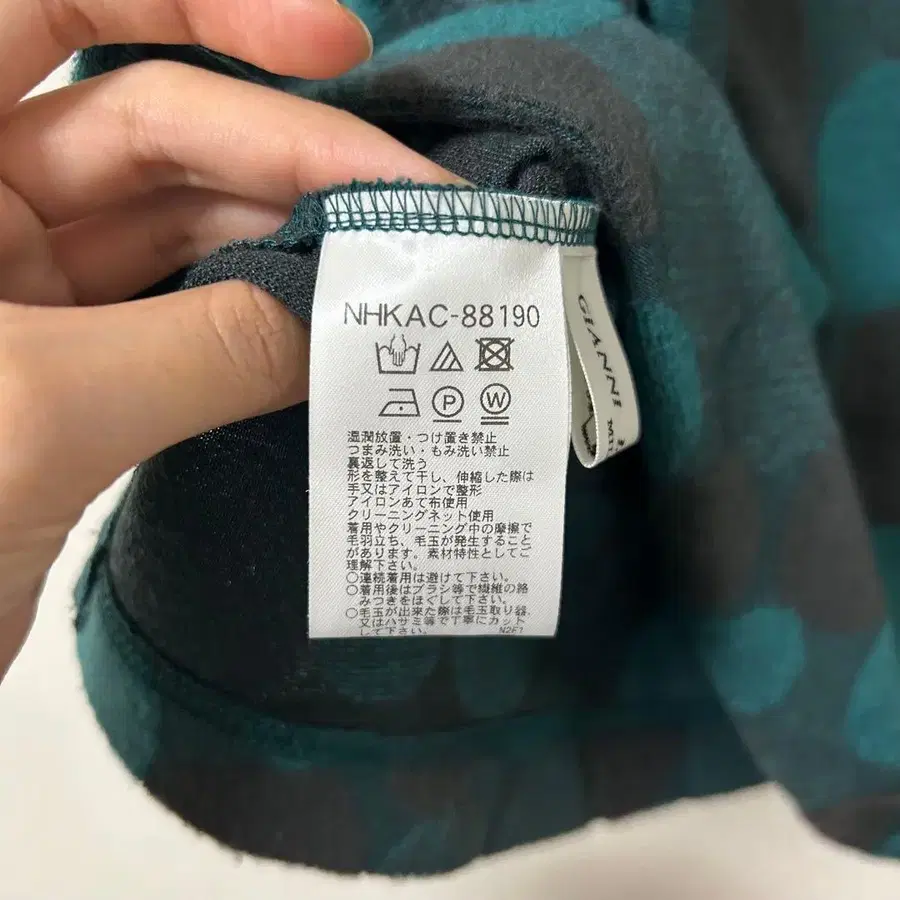 NHKAC-88190
P W
湿潤放置・つけ置き禁止
つまみ洗い・もみ洗い禁止
裏返して洗う
形を整えて干し、伸縮した際は
手又はアイロンで整形
アイロンあて布使用
クリーニングネット使用
着用やクリーニング中の摩擦で
毛羽立ち、毛玉が発生すること
があります。素材特性としてご
理解下さい。
○連続着用は避けて下さい。
○着用後はブラシ等で繊維の絡
みつきをほぐして下さい。
○毛玉が出来た際は毛玉取り器
又はハサミ等で丁寧にカット
して下さい。
N2F1
GIANNI